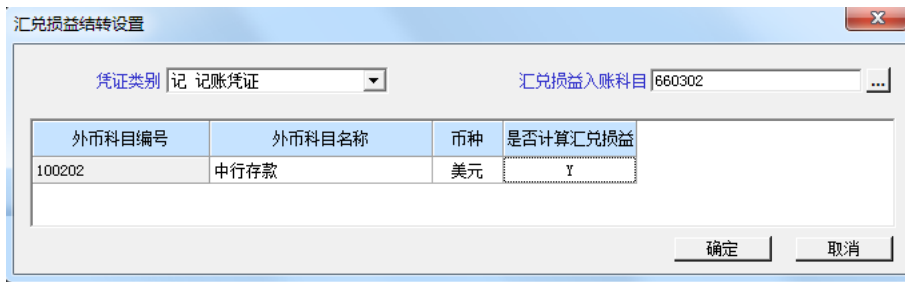 汇兑损益结转设置
凭证类别 记 记账凭证 汇兑损益入账科目 660302 ...
外币科目编号 外币科目名称 币种 是否计算汇兑损益
100202 中行存款 美元 Y
确定 取消